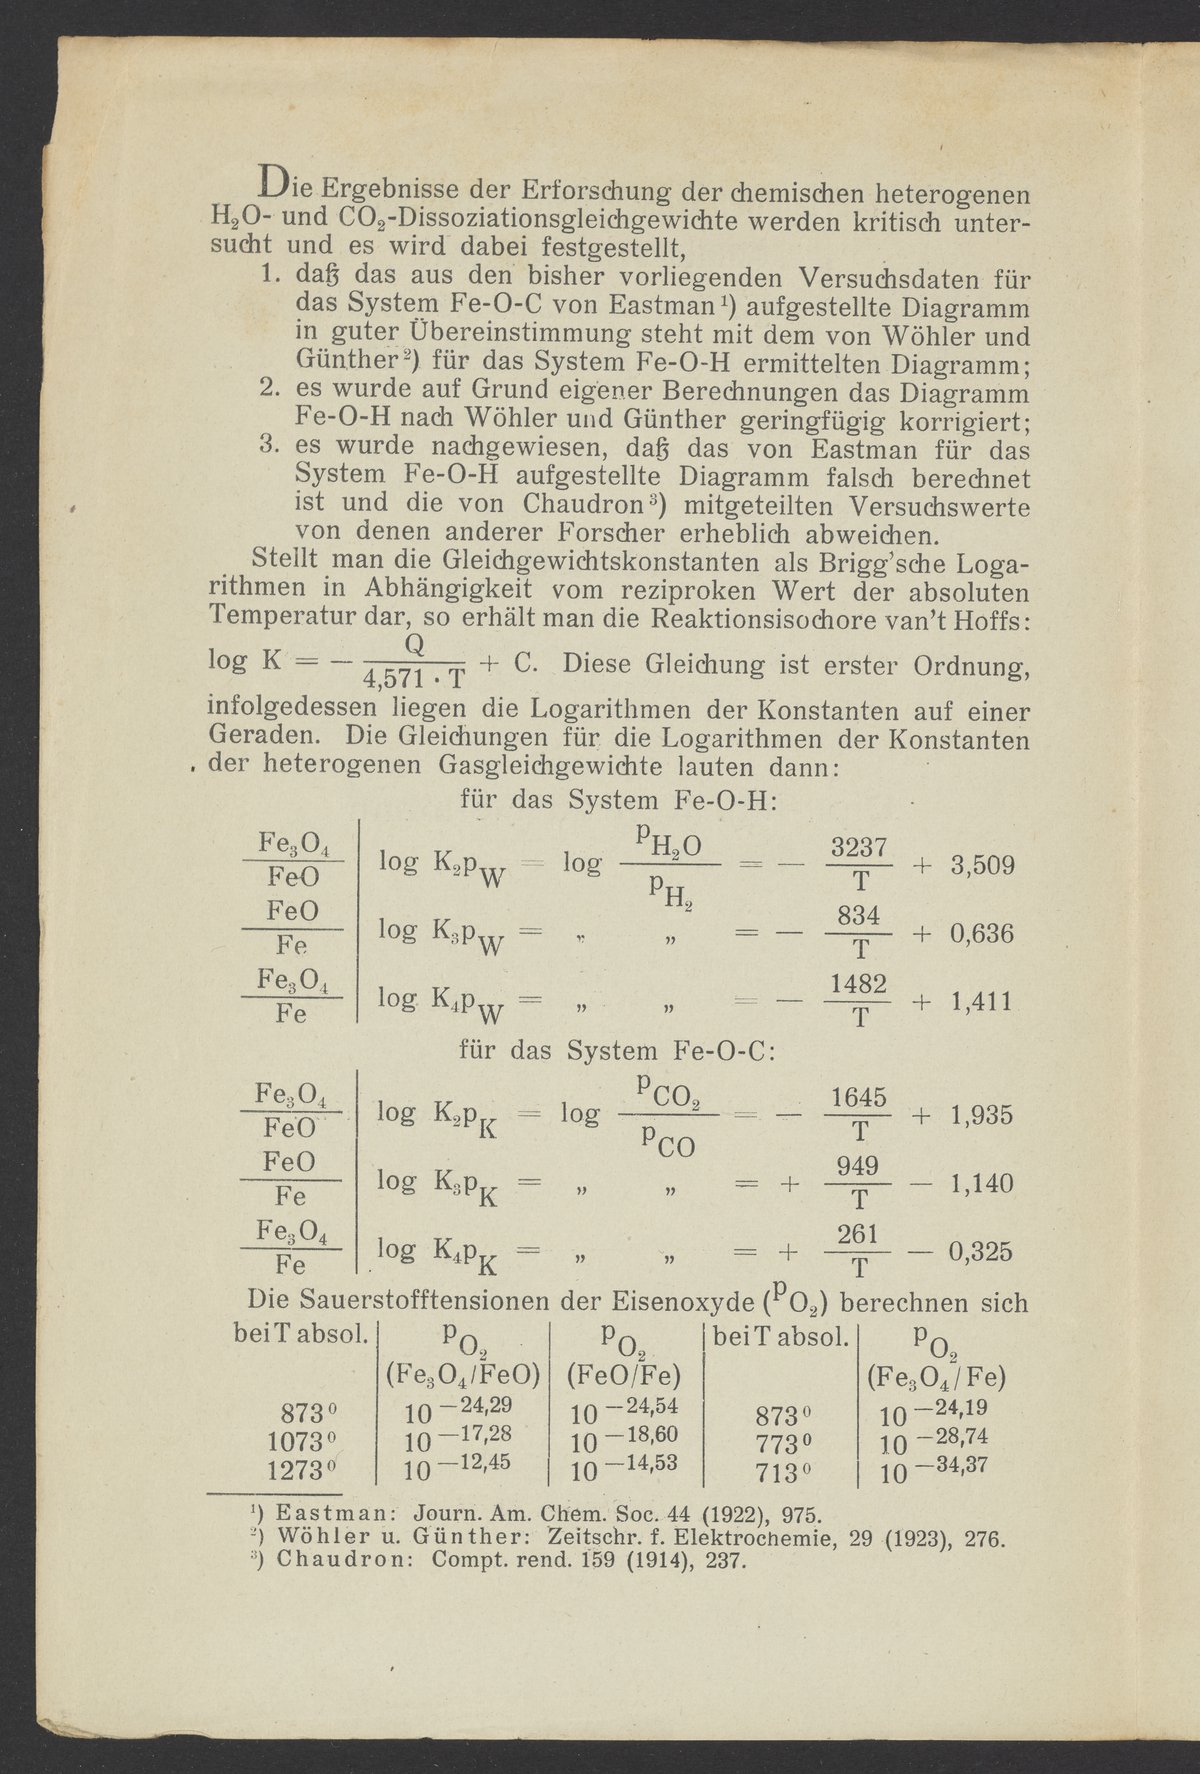 Die Ergebnisse der Erforschung der chemischen heterogenen
H₂O- und CO₂-Dissoziationsgleichgewichte werden kritisch unter-
sucht und es wird dabei festgestellt,
1. daß das aus den bisher vorliegenden Versuchsdaten für
das System Fe-O-C von Eastman ¹) aufgestellte Diagramm
in guter Übereinstimmung steht mit dem von Wöhler und
Günther ²) für das System Fe-O-H ermittelten Diagramm;
2. es wurde auf Grund eigener Berechnungen das Diagramm
Fe-O-H nach Wöhler und Günther geringfügig korrigiert;
3. es wurde nachgewiesen, daß das von Eastman für das
System Fe-O-H aufgestellte Diagramm falsch berechnet
ist und die von Chaudron ³) mitgeteilten Versuchswerte
von denen anderer Forscher erheblich abweichen.
Stellt man die Gleichgewichtskonstanten als Brigg'sche Loga-
rithmen in Abhängigkeit vom reziproken Wert der absoluten
Temperatur dar, so erhält man die Reaktionsisochore van't Hoffs:
log K = − Q / 4,571 · T + C. Diese Gleichung ist erster Ordnung,
infolgedessen liegen die Logarithmen der Konstanten auf einer
Geraden. Die Gleichungen für die Logarithmen der Konstanten
der heterogenen Gasgleichgewichte lauten dann:
für das System Fe-O-H:
Fe₃O₄ / FeO | log K₂p_W = log p_H₂O / p_H₂ = − 3237 / T + 3,509
FeO / Fe | log K₃p_W = „ „ = − 834 / T + 0,636
Fe₃O₄ / Fe | log K₄p_W = „ „ = − 1482 / T + 1,411
für das System Fe-O-C:
Fe₃O₄ / FeO | log K₂p_K = log p_CO₂ / p_CO = − 1645 / T + 1,935
FeO / Fe | log K₃p_K = „ „ = + 949 / T − 1,140
Fe₃O₄ / Fe | log K₄p_K = „ „ = + 261 / T − 0,325
Die Sauerstofftensionen der Eisenoxyde (p_O₂) berechnen sich
bei T absol. | p_O₂ | p_O₂ | bei T absol. | p_O₂
(Fe₃O₄/FeO) | (FeO/Fe) | (Fe₃O₄/Fe)
873⁰ | 10 ^−24,29 | 10 ^−24,54 | 873⁰ | 10 ^−24,19
1073⁰ | 10 ^−17,28 | 10 ^−18,60 | 773⁰ | 10 ^−28,74
1273⁰ | 10 ^−12,45 | 10 ^−14,53 | 713⁰ | 10 ^−34,37
¹) Eastman: Journ. Am. Chem. Soc. 44 (1922), 975.
²) Wöhler u. Günther: Zeitschr. f. Elektrochemie, 29 (1923), 276.
³) Chaudron: Compt. rend. 159 (1914), 237.